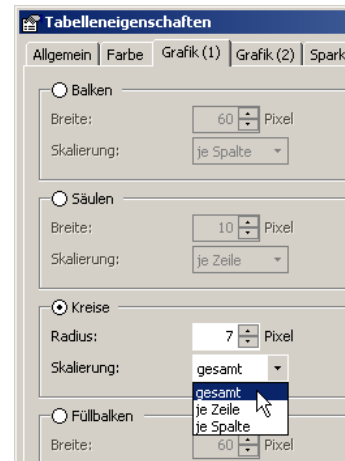 Tabelleneigenschaften
Allgemein Farbe Grafik (1) Grafik (2) Spark
Balken
Breite: 60 Pixel
Skalierung: je Spalte
Säulen
Breite: 10 Pixel
Skalierung: je Zeile
Kreise
Radius: 7 Pixel
Skalierung: gesamt
gesamt
je Zeile
je Spalte
Füllbalken
Breite: 60 Pixel